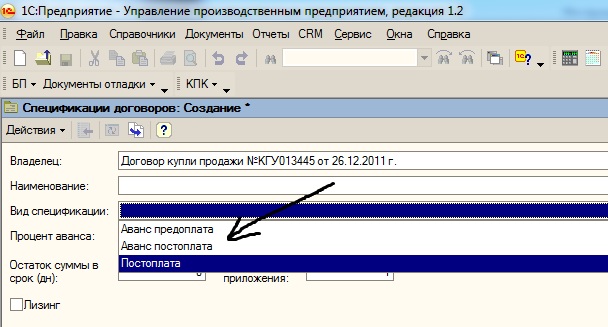 1С:Предприятие - Управление производственным предприятием, редакция 1.2
Файл Правка Справочники Документы Отчеты CRM Сервис Окна Справка
БП Документы отладки КПК
Спецификации договоров: Создание *
Действия
Владелец: Договор купли продажи №КГУ013445 от 26.12.2011 г.
Наименование:
Вид спецификации:
Аванс предоплата
Процент аванса:
Аванс постоплата
Постоплата
Остаток суммы в
срок (дн): приложения:
Лизинг